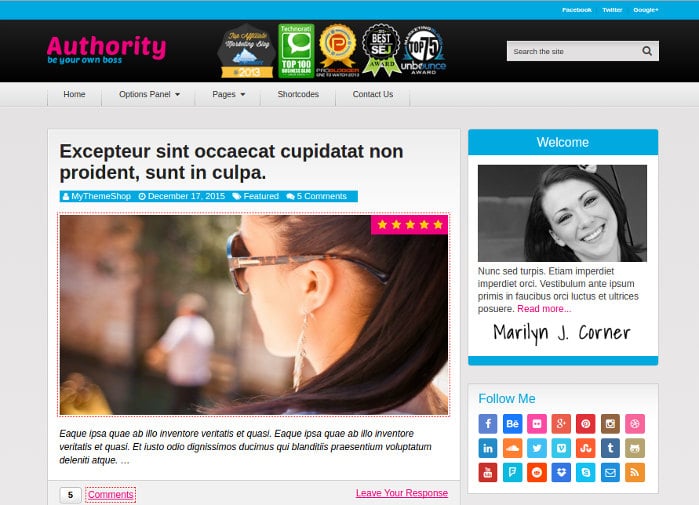 Facebook Twitter Google+
Authority
be your own boss
Top Affiliate
Marketing Blog
2013
Technorati
TOP 100
BUSINESS BLOG
PROBLOGGER
ONE TO WATCH 2013
BEST
SEJ
AWARD
MARKETING
TOP 75
unbounce
AWARD
Search the site
Home Options Panel Pages Shortcodes Contact Us
Excepteur sint occaecat cupidatat non
proident, sunt in culpa.
MyThemeShop December 17, 2015 Featured 5 Comments
Eaque ipsa quae ab illo inventore veritatis et quasi. Eaque ipsa quae ab illo inventore
veritatis et quasi. Et iusto odio dignissimos ducimus qui blanditiis praesentium voluptatum
deleniti atque. …
5 Comments Leave Your Response
Welcome
Nunc sed turpis. Etiam imperdiet
imperdiet orci. Vestibulum ante ipsum
primis in faucibus orci luctus et ultrices
posuere. Read more...
Marilyn J. Corner
Follow Me